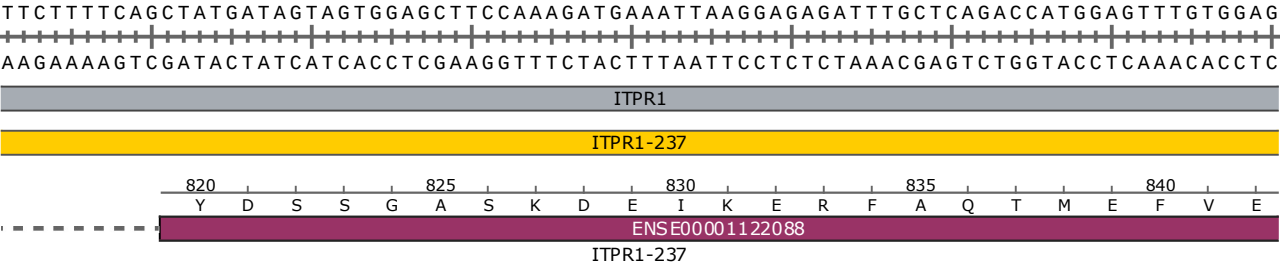 TTCTTTTCAGCTATGATAGTAGTGGAGCTTCCAAAGATGAAATTAAGGAGAGATTTGCTCAGACCATGGAGTTTGTGGAG
AAGAAAAGTCGATACTATCATCACCTCGAAGGTTTCTACTTTAATTCCTCTCTAAACGAGTCTGGTACCTCAAACACCTC
ITPR1
ITPR1-237
820 825 830 835 840
Y D S S G A S K D E I K E R F A Q T M E F V E
ENSE00001122088
ITPR1-237